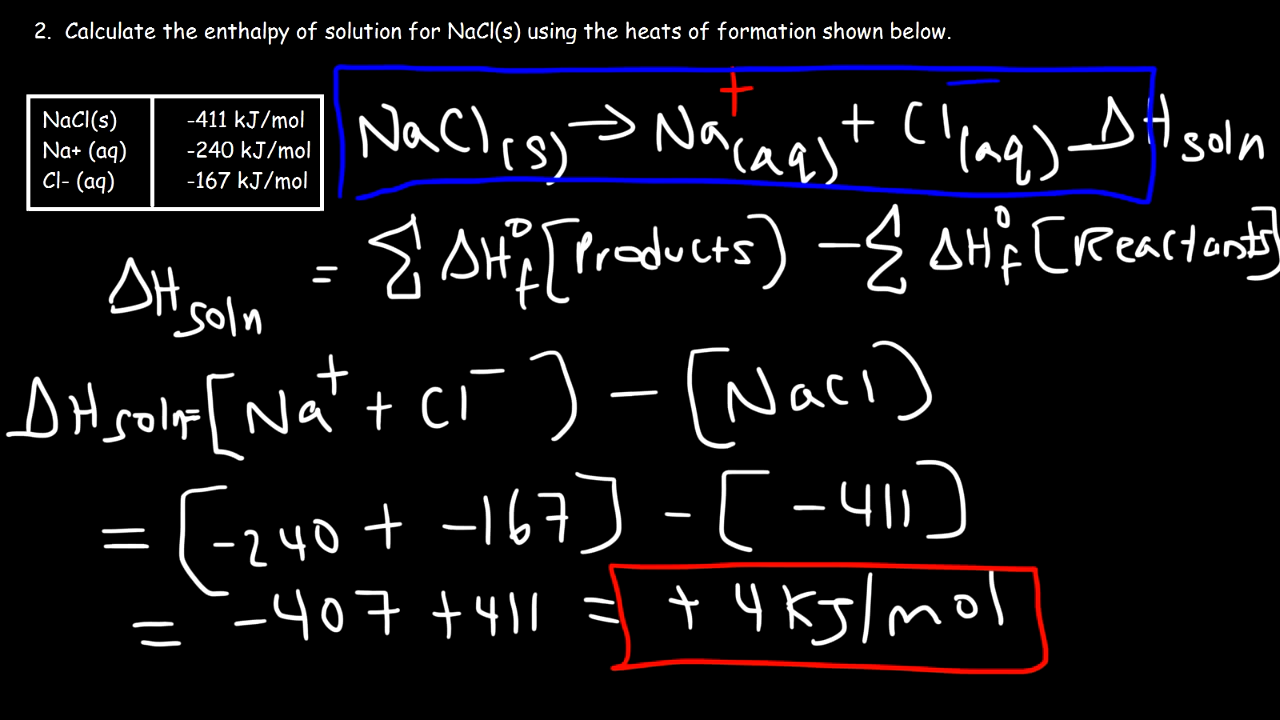 2. Calculate the enthalpy of solution for NaCl(s) using the heats of formation shown below.
NaCl(s) -411 kJ/mol
Na+ (aq) -240 kJ/mol
Cl- (aq) -167 kJ/mol
NaCl(s) → Na+(aq) + Cl−(aq) ΔHsoln
ΔHsoln = Σ ΔH°f [Products) − Σ ΔH°f [Reactants]
ΔHsoln= [Na+ + Cl−) − [NaCl)
= [-240 + -167] − [-411]
= -407 + 411 = + 4 KJ/mol